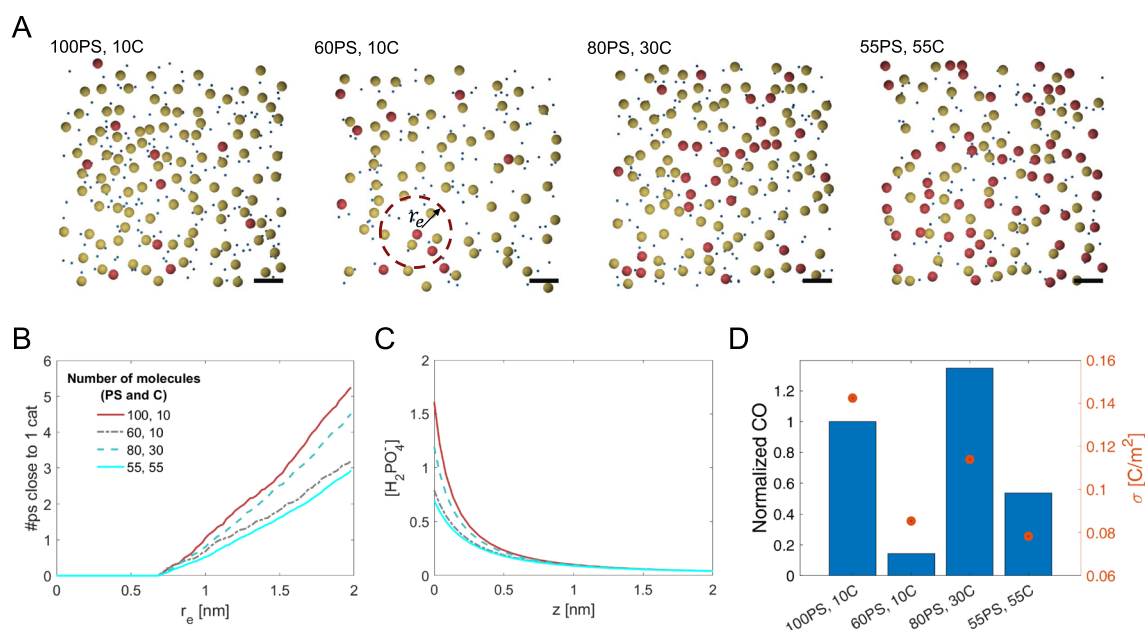 A
100PS, 10C
60PS, 10C
80PS, 30C
55PS, 55C
rₑ
B
#ps close to 1 cat
6
5
4
3
2
1
0
Number of molecules
(PS and C)
100, 10
60, 10
80, 30
55, 55
0
0.5
1
1.5
2
rₑ [nm]
C
[H₂PO₄⁻]
2
1.5
1
0.5
0
0
0.5
1
1.5
2
z [nm]
D
Normalized CO
1.2
1
0.8
0.6
0.4
0.2
0
0.16
0.14
0.12
0.1
0.08
0.06
σ [C/m²]
100PS, 10C
60PS, 10C
80PS, 30C
55PS, 55C